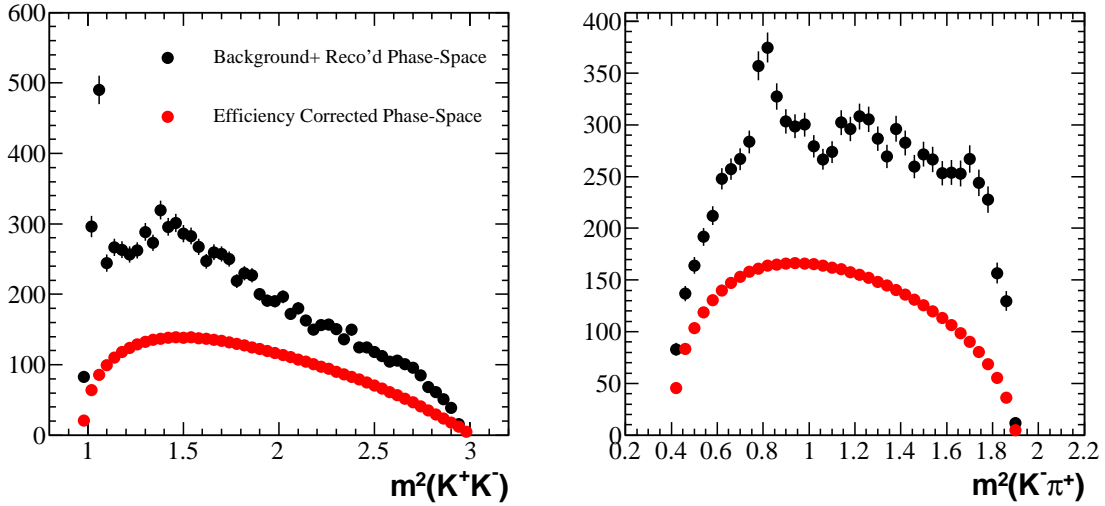 600
500
400
300
200
100
0
Background+ Reco'd Phase-Space
Efficiency Corrected Phase-Space
1 1.5 2 2.5 3
m²(K⁺K⁻)
400
350
300
250
200
150
100
50
0
0.2 0.4 0.6 0.8 1 1.2 1.4 1.6 1.8 2 2.2
m²(K⁻π⁺)